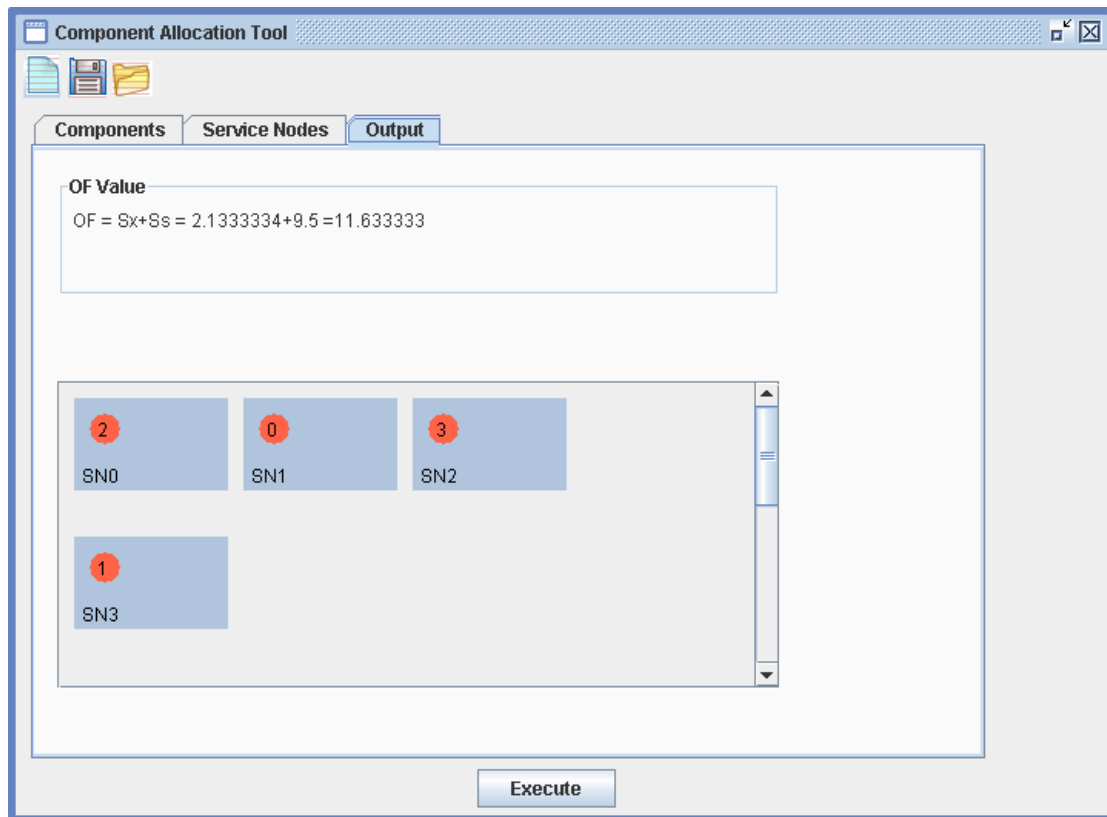 Component Allocation Tool
Components Service Nodes Output
OF Value
OF = Sx+Ss = 2.1333334+9.5 =11.633333
2 0 3
SN0 SN1 SN2
1
SN3
Execute